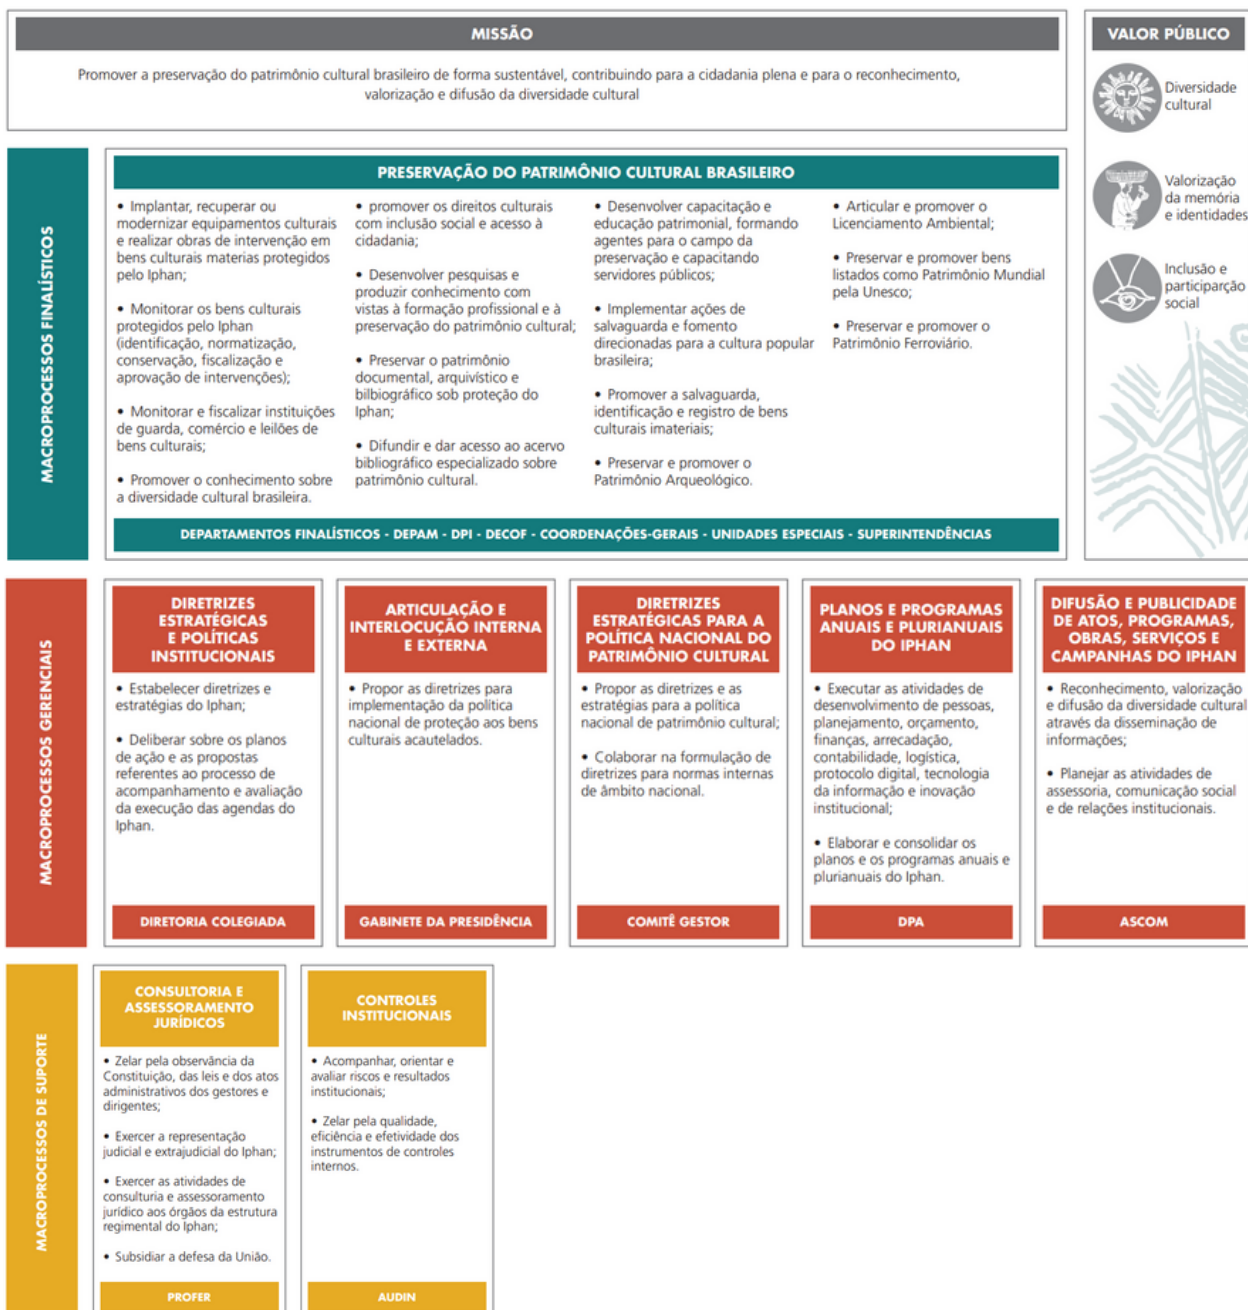 MISSÃO
Promover a preservação do patrimônio cultural brasileiro de forma sustentável, contribuindo para a cidadania plena e para o reconhecimento,
valorização e difusão da diversidade cultural
VALOR PÚBLICO
Diversidade
cultural
Valorização
da memória
e identidades
Inclusão e
participarção
social
MACROPROCESSOS FINALÍSTICOS
PRESERVAÇÃO DO PATRIMÔNIO CULTURAL BRASILEIRO
• Implantar, recuperar ou
modernizar equipamentos culturais
e realizar obras de intervenção em
bens culturais materias protegidos
pelo Iphan;
• Monitorar os bens culturais
protegidos pelo Iphan
(identificação, normatização,
conservação, fiscalização e
aprovação de intervenções);
• Monitorar e fiscalizar instituições
de guarda, comércio e leilões de
bens culturais;
• Promover o conhecimento sobre
a diversidade cultural brasileira.
• promover os direitos culturais
com inclusão social e acesso à
cidadania;
• Desenvolver pesquisas e
produzir conhecimento com
vistas à formação profissional e à
preservação do patrimônio cultural;
• Preservar o patrimônio
documental, arquivístico e
bilbiográfico sob proteção do
Iphan;
• Difundir e dar acesso ao acervo
bibliográfico especializado sobre
patrimônio cultural.
• Desenvolver capacitação e
educação patrimonial, formando
agentes para o campo da
preservação e capacitando
servidores públicos;
• Implementar ações de
salvaguarda e fomento
direcionadas para a cultura popular
brasileira;
• Promover a salvaguarda,
identificação e registro de bens
culturais imateriais;
• Preservar e promover o
Patrimônio Arqueológico.
• Articular e promover o
Licenciamento Ambiental;
• Preservar e promover bens
listados como Patrimônio Mundial
pela Unesco;
• Preservar e promover o
Patrimônio Ferroviário.
DEPARTAMENTOS FINALÍSTICOS - DEPAM - DPI - DECOF - COORDENAÇÕES-GERAIS - UNIDADES ESPECIAIS - SUPERINTENDÊNCIAS
MACROPROCESSOS GERENCIAIS
DIRETRIZES
ESTRATÉGICAS
E POLÍTICAS
INSTITUCIONAIS
• Estabelecer diretrizes e
estratégias do Iphan;
• Deliberar sobre os planos
de ação e as propostas
referentes ao processo de
acompanhamento e avaliação
da execução das agendas do
Iphan.
DIRETORIA COLEGIADA
ARTICULAÇÃO E
INTERLOCUÇÃO INTERNA
E EXTERNA
• Propor as diretrizes para
implementação da política
nacional de proteção aos bens
culturais acautelados.
GABINETE DA PRESIDÊNCIA
DIRETRIZES
ESTRATÉGICAS PARA A
POLÍTICA NACIONAL DO
PATRIMÔNIO CULTURAL
• Propor as diretrizes e as
estratégias para a política
nacional de patrimônio cultural;
• Colaborar na formulação de
diretrizes para normas internas
de âmbito nacional.
COMITÊ GESTOR
PLANOS E PROGRAMAS
ANUAIS E PLURIANUAIS
DO IPHAN
• Executar as atividades de
desenvolvimento de pessoas,
planejamento, orçamento,
finanças, arrecadação,
contabilidade, logística,
protocolo digital, tecnologia
da informação e inovação
institucional;
• Elaborar e consolidar os
planos e os programas anuais e
plurianuais do Iphan.
DPA
DIFUSÃO E PUBLICIDADE
DE ATOS, PROGRAMAS,
OBRAS, SERVIÇOS E
CAMPANHAS DO IPHAN
• Reconhecimento, valorização
e difusão da diversidade cultural
através da disseminação de
informações;
• Planejar as atividades de
assessoria, comunicação social
e de relações institucionais.
ASCOM
MACROPROCESSOS DE SUPORTE
CONSULTORIA E
ASSESSORAMENTO
JURÍDICOS
• Zelar pela observância da
Constituição, das leis e dos atos
administrativos dos gestores e
dirigentes;
• Exercer a representação
judicial e extrajudicial do Iphan;
• Exercer as atividades de
consulturia e assessoramento
jurídico aos órgãos da estrutura
regimental do Iphan;
• Subsidiar a defesa da União.
PROFER
CONTROLES
INSTITUCIONAIS
• Acompanhar, orientar e
avaliar riscos e resultados
institucionais;
• Zelar pela qualidade,
eficiência e efetividade dos
instrumentos de controles
internos.
AUDIN